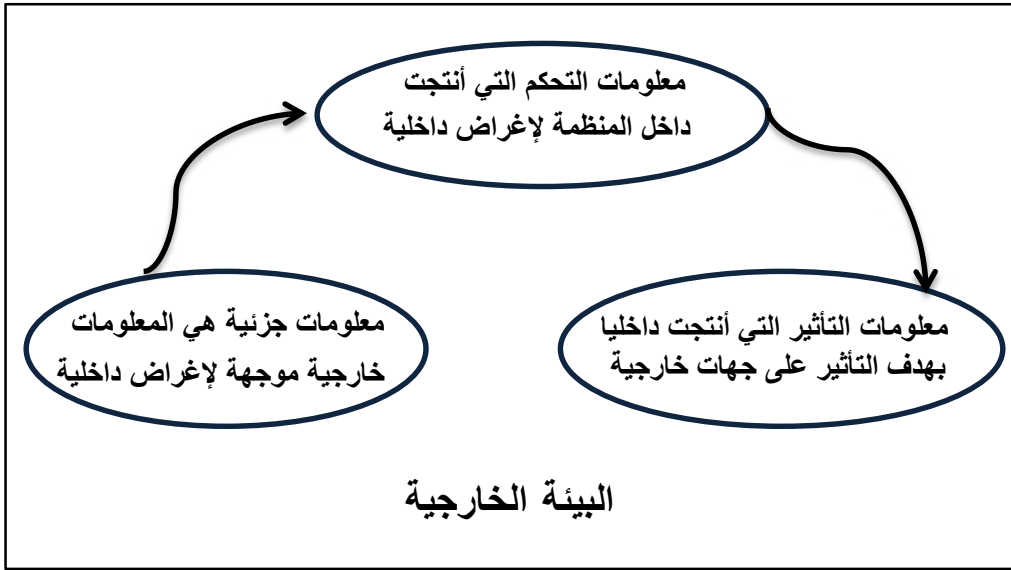 معلومات التحكم التي أنتجت
داخل المنظمة لإغراض داخلية
معلومات التأثير التي أنتجت داخليا
بهدف التأثير على جهات خارجية
معلومات جزئية هي المعلومات
خارجية موجهة لإغراض داخلية
البيئة الخارجية